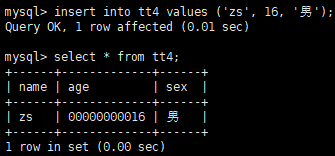 mysql> insert into tt4 values ('zs', 16, '男');
Query OK, 1 row affected (0.01 sec)
mysql> select * from tt4;
+------+-------------+------+
| name | age         | sex  |
+------+-------------+------+
| zs   | 00000000016 | 男   |
+------+-------------+------+
1 row in set (0.00 sec)